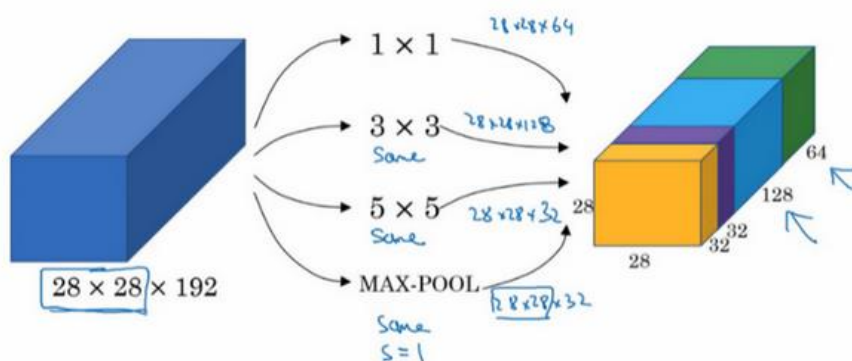 1 × 1
28×28×64
3 × 3
Same
28×28×128
5 × 5
Same
28×28×32
MAX-POOL
28×28×32
Same
s=1
28 × 28 × 192
64
128
32
32
28
28